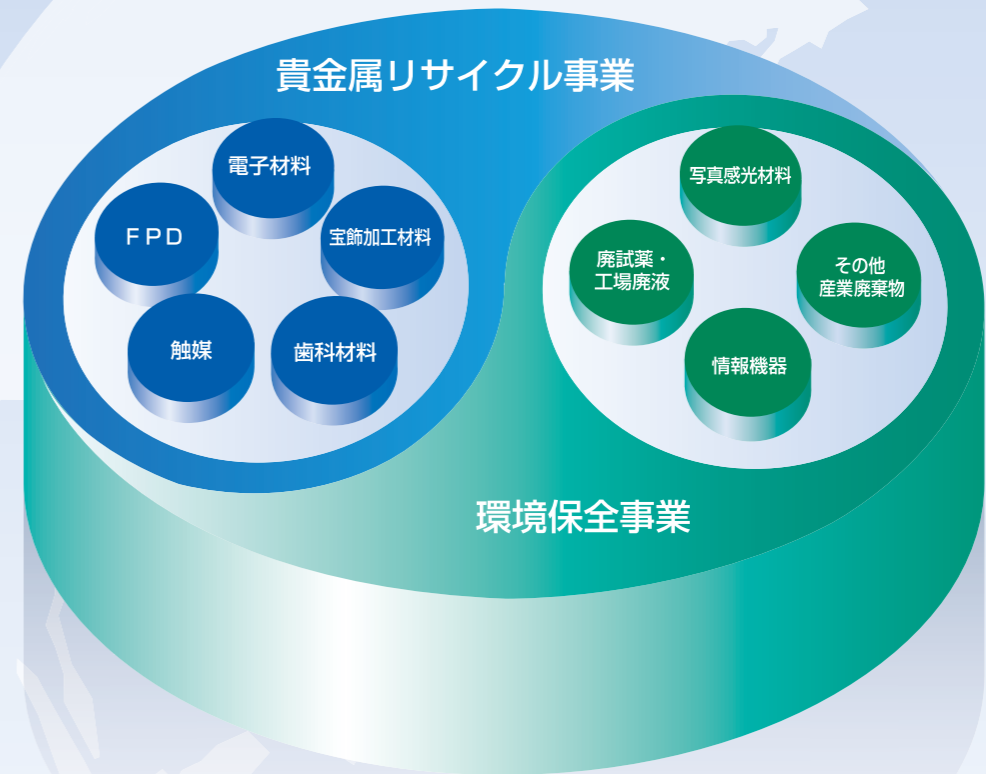 貴金属リサイクル事業
電子材料
ＦＰＤ
宝飾加工材料
触媒
歯科材料
写真感光材料
廃試薬・
工場廃液
その他
産業廃棄物
情報機器
環境保全事業